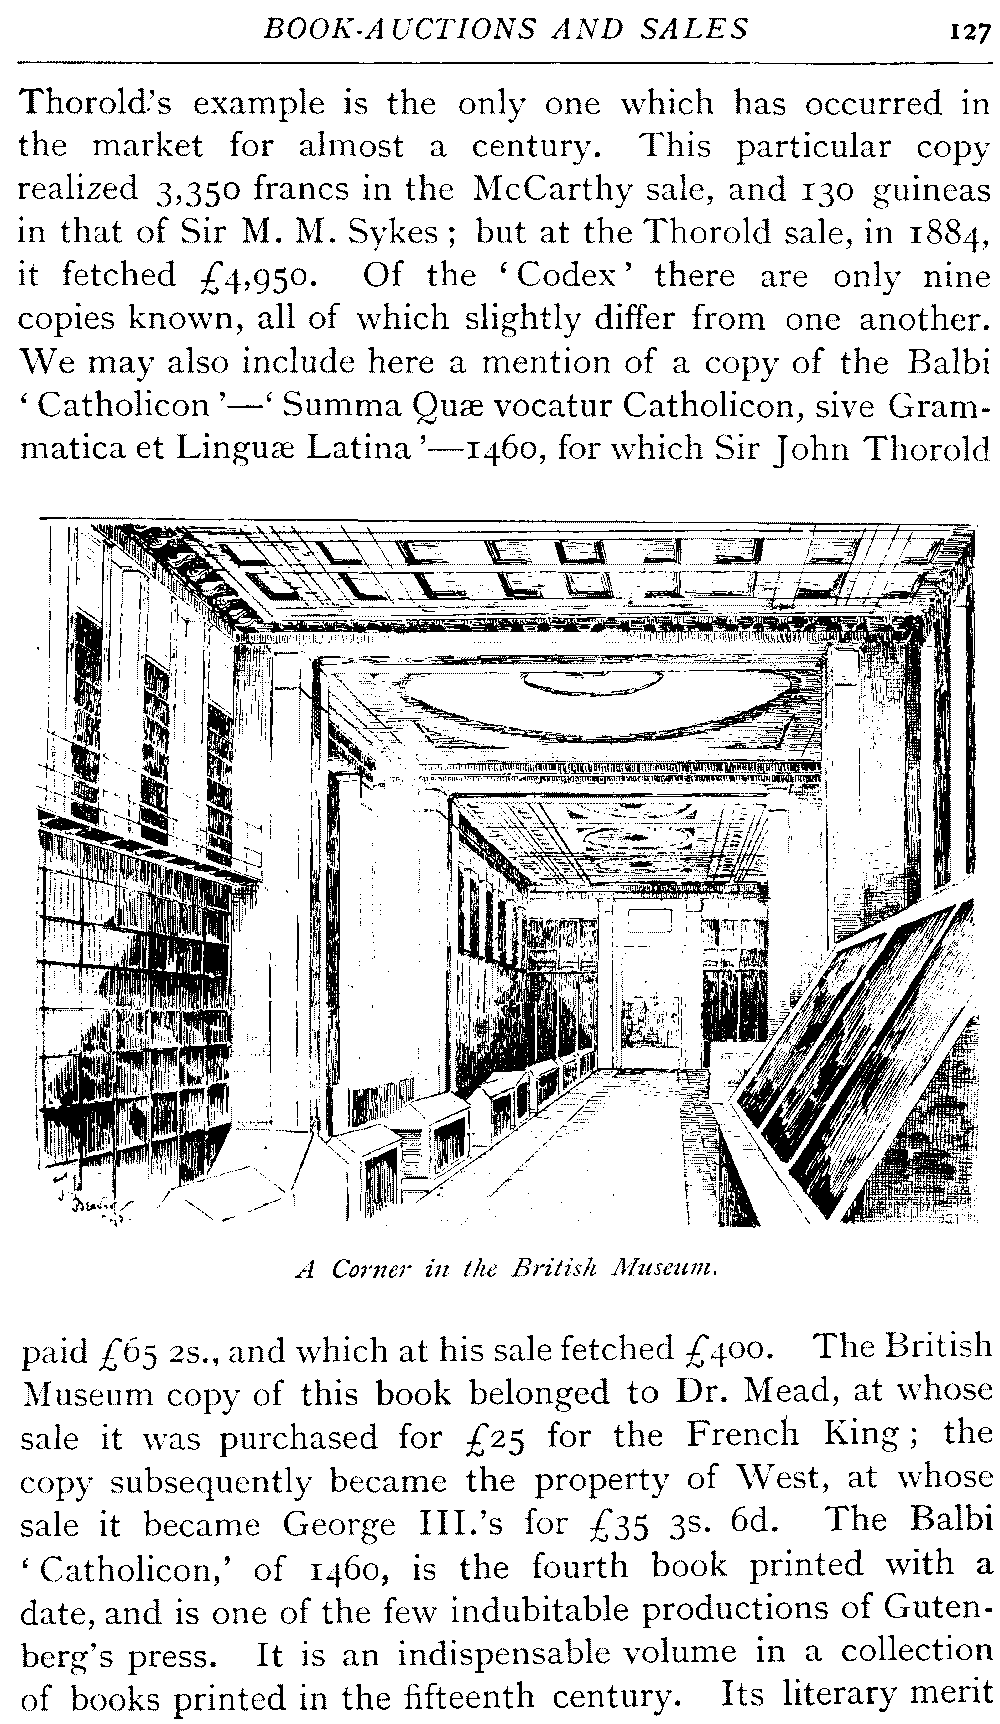 BOOK-AUCTIONS AND SALES 127
Thorold's example is the only one which has occurred in
the market for almost a century. This particular copy
realized 3,350 francs in the McCarthy sale, and 130 guineas
in that of Sir M. M. Sykes; but at the Thorold sale, in 1884,
it fetched £4,950. Of the 'Codex' there are only nine
copies known, all of which slightly differ from one another.
We may also include here a mention of a copy of the Balbi
'Catholicon'—'Summa Quæ vocatur Catholicon, sive Gram-
matica et Linguæ Latina'—1460, for which Sir John Thorold
A Corner in the British Museum.
paid £65 2s., and which at his sale fetched £400. The British
Museum copy of this book belonged to Dr. Mead, at whose
sale it was purchased for £25 for the French King; the
copy subsequently became the property of West, at whose
sale it became George III.'s for £35 3s. 6d. The Balbi
'Catholicon,' of 1460, is the fourth book printed with a
date, and is one of the few indubitable productions of Guten-
berg's press. It is an indispensable volume in a collection
of books printed in the fifteenth century. Its literary merit